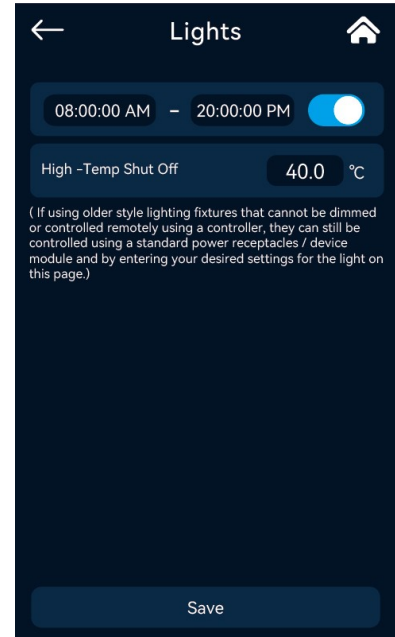 Lights
08:00:00 AM – 20:00:00 PM
High –Temp Shut Off 40.0 ℃
( If using older style lighting fixtures that cannot be dimmed
or controlled remotely using a controller, they can still be
controlled using a standard power receptacles / device
module and by entering your desired settings for the light on
this page.)
Save